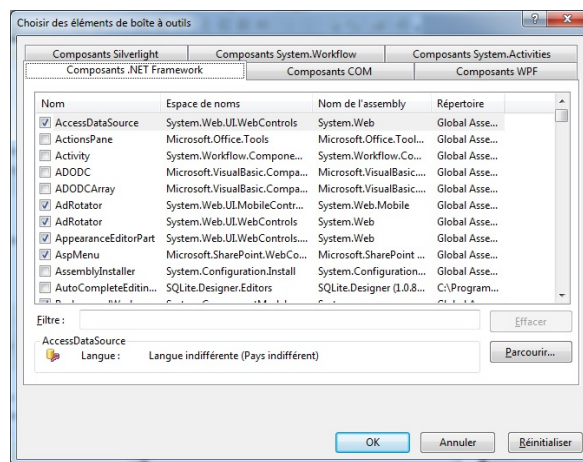 Choisir des éléments de boîte à outils
Composants Silverlight Composants System.Workflow Composants System.Activities
Composants .NET Framework Composants COM Composants WPF
Nom Espace de noms Nom de l'assembly Répertoire
AccessDataSource System.Web.UI.WebControls System.Web Global Asse...
ActionsPane Microsoft.Office.Tools Microsoft.Office.Tool... Global Asse...
Activity System.Workflow.Compone... System.Workflow.Co... Global Asse...
ADODC Microsoft.VisualBasic.Compa... Microsoft.VisualBasic.... Global Asse...
ADODCArray Microsoft.VisualBasic.Compa... Microsoft.VisualBasic.... Global Asse...
AdRotator System.Web.UI.MobileContr... System.Web.Mobile Global Asse...
AdRotator System.Web.UI.WebControls System.Web Global Asse...
AppearanceEditorPart System.Web.UI.WebControls.... System.Web Global Asse...
AspMenu Microsoft.SharePoint.WebCo... Microsoft.SharePoint ... Global Asse...
AssemblyInstaller System.Configuration.Install System.Configuration... Global Asse...
AutoCompleteEditin... SQLite.Designer.Editors SQLite.Designer (1.0.8... C:\Program...
Filtre : Effacer
AccessDataSource
Langue : Langue indifférente (Pays indifférent) Parcourir...
OK Annuler Réinitialiser